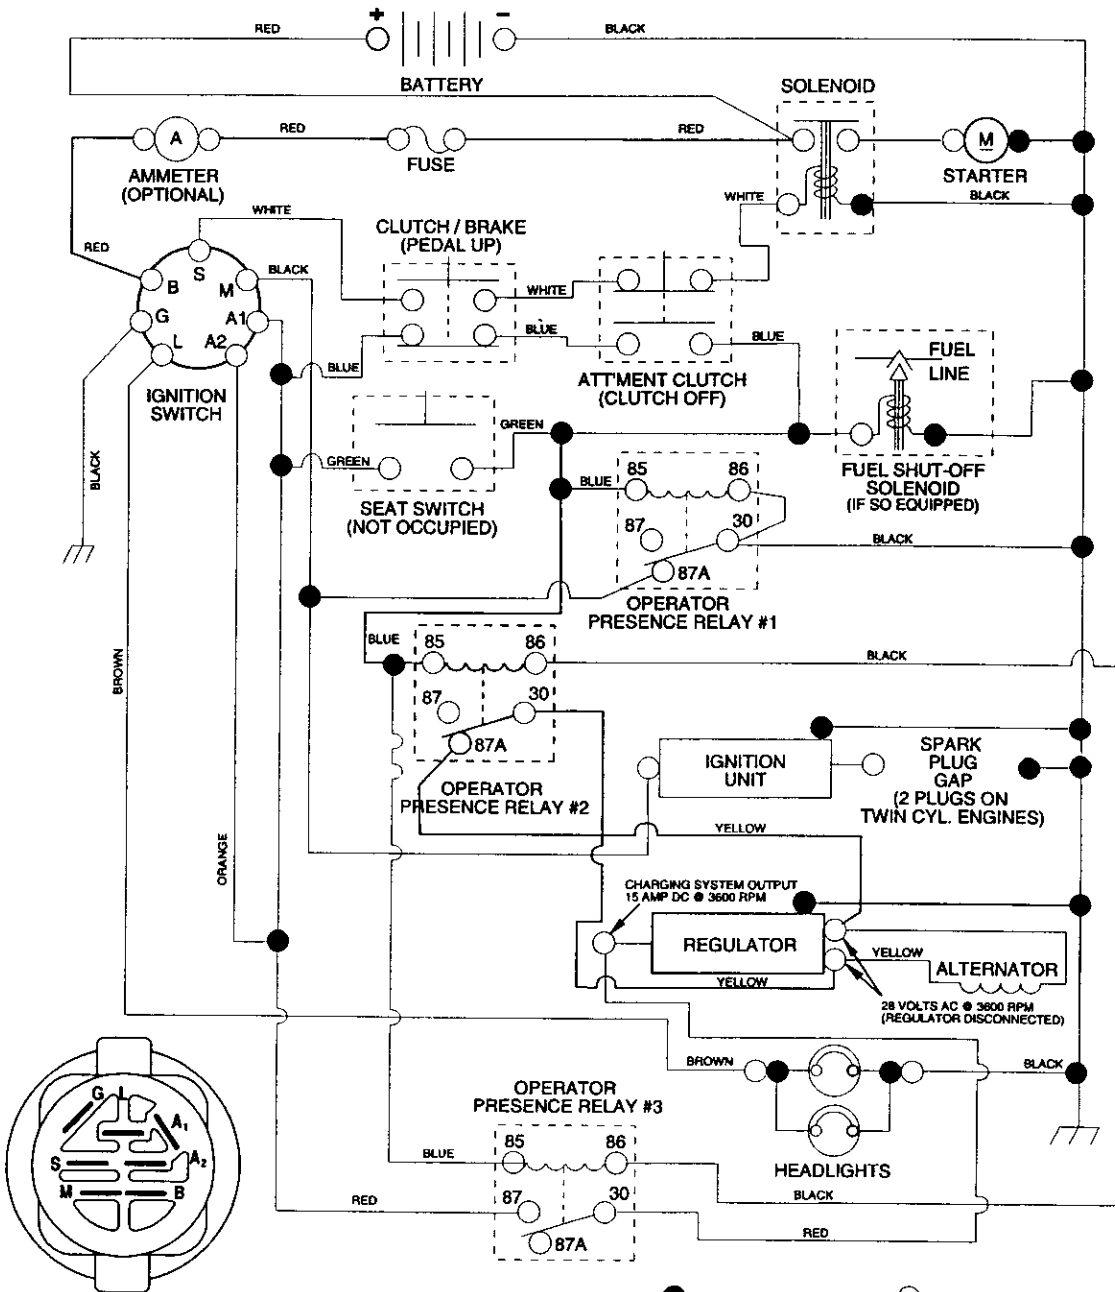 + -
RED
BLACK
BATTERY
SOLENOID
A
RED
FUSE
RED
M
AMMETER
(OPTIONAL)
STARTER
WHITE
BLACK
WHITE
CLUTCH / BRAKE
(PEDAL UP)
RED
S
BLACK
B
M
WHITE
G
A1
BLUE
BLUE
L
A2
BLUE
FUEL
LINE
IGNITION
SWITCH
ATT'MENT CLUTCH
(CLUTCH OFF)
GREEN
GREEN
BLACK
SEAT SWITCH
(NOT OCCUPIED)
BLUE
85
86
FUEL SHUT-OFF
SOLENOID
(IF SO EQUIPPED)
87
30
BLACK
87A
OPERATOR
PRESENCE RELAY #1
BLUE
85
86
BLACK
BROWN
87
30
87A
OPERATOR
PRESENCE RELAY #2
IGNITION
UNIT
SPARK
PLUG
GAP
(2 PLUGS ON
TWIN CYL. ENGINES)
YELLOW
ORANGE
CHARGING SYSTEM OUTPUT
15 AMP DC @ 3600 RPM
REGULATOR
YELLOW
ALTERNATOR
YELLOW
28 VOLTS AC @ 3600 RPM
(REGULATOR DISCONNECTED)
BROWN
BLACK
OPERATOR
PRESENCE RELAY #3
G L
A1
S
A2
M
B
BLUE
85
86
HEADLIGHTS
BLACK
RED
87
30
87A
RED